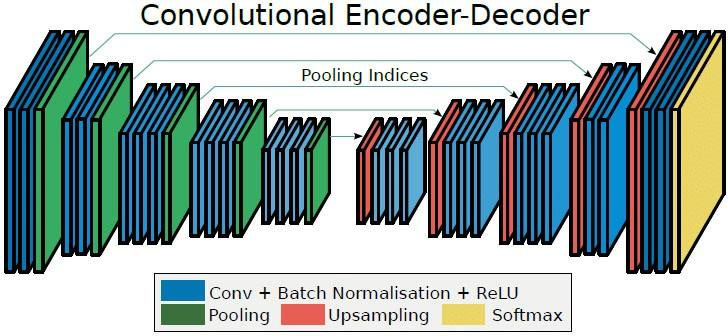 Convolutional Encoder-Decoder
Pooling Indices
Conv + Batch Normalisation + ReLU
Pooling Upsampling Softmax